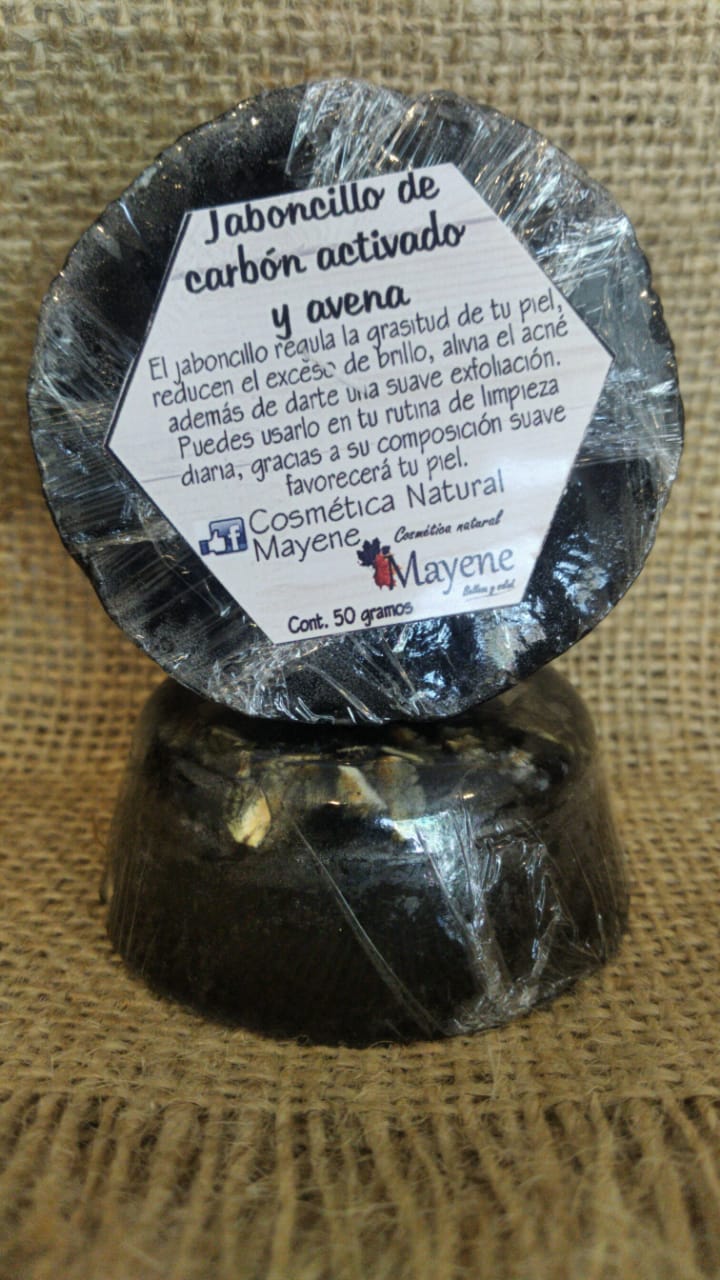 Jaboncillo de
carbón activado
y avena
El jaboncillo regula la grasitud de tu piel,
reducen el exceso de brillo, alivia el acné
además de darte una suave exfoliación.
Puedes usarlo en tu rutina de limpieza
diaria, gracias a su composición suave
favorecerá tu piel.
f Cosmética Natural
Mayene
Cosmética natural
Mayene
Cont. 50 gramos